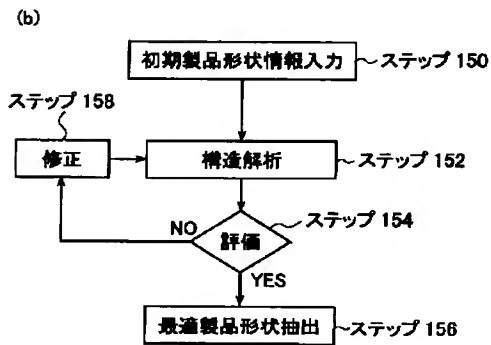 (b)
初期製品形状情報入力 ステップ 150
ステップ 158
修正 構造解析 ステップ 152
ステップ 154
NO 評価
YES
最適製品形状抽出 ステップ 156